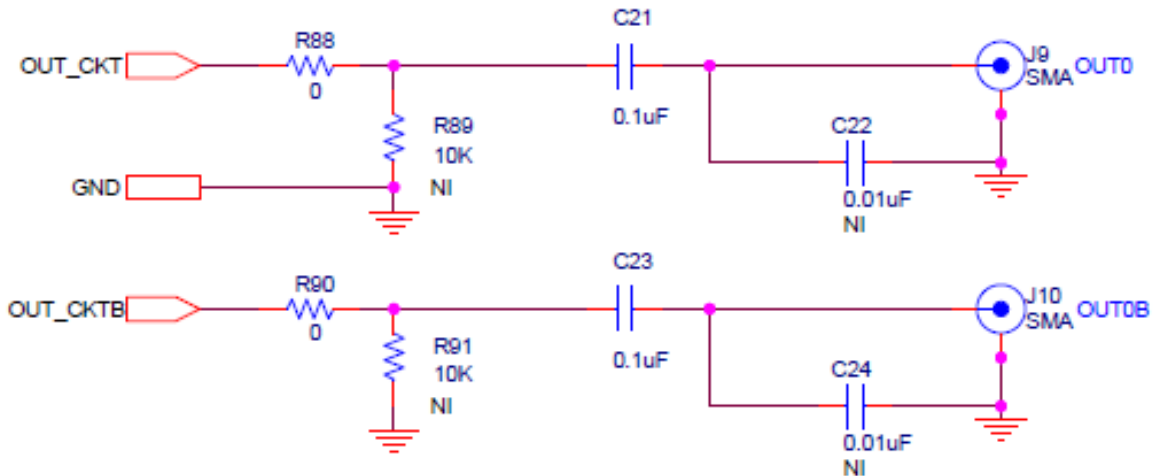 C21
R88
OUT_CKT
J9
SMA
OUT0
0
0.1uF
R89
10K
C22
GND
NI
0.01uF
NI
C23
R90
OUT_CKTB
J10
SMA
OUT0B
0
R91
10K
0.1uF
C24
NI
0.01uF
NI